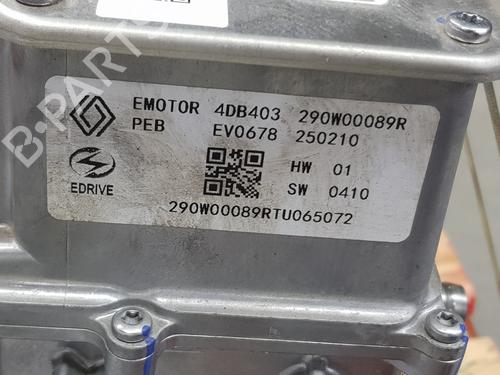 EMOTOR 4DB403 290W00089R
PEB EV0678 250210
HW 01
EDRIVE SW 0410
290W00089RTU065072
B-PARTS